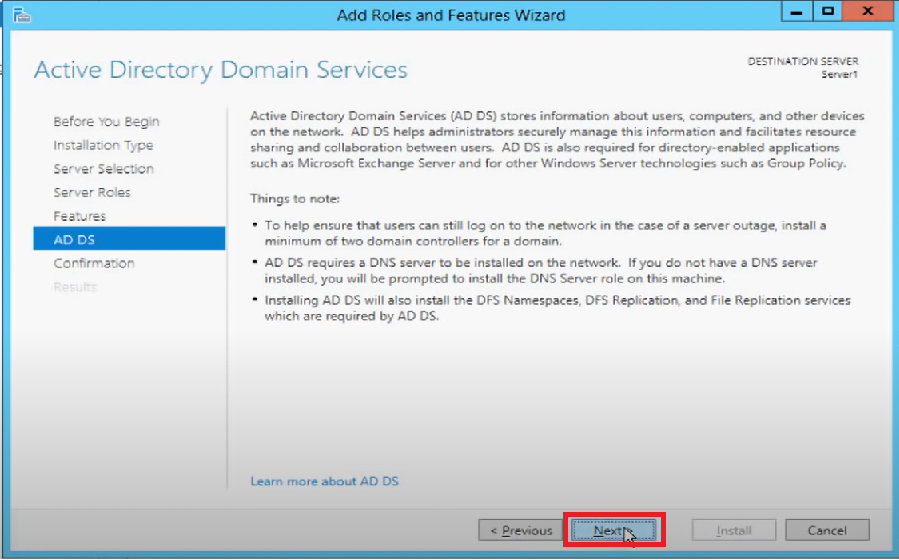 Add Roles and Features Wizard
Active Directory Domain Services
DESTINATION SERVER
Server1
Before You Begin
Installation Type
Server Selection
Server Roles
Features
AD DS
Confirmation
Results
Active Directory Domain Services (AD DS) stores information about users, computers, and other devices
on the network. AD DS helps administrators securely manage this information and facilitates resource
sharing and collaboration between users. AD DS is also required for directory-enabled applications
such as Microsoft Exchange Server and for other Windows Server technologies such as Group Policy.
Things to note:
• To help ensure that users can still log on to the network in the case of a server outage, install a
minimum of two domain controllers for a domain.
• AD DS requires a DNS server to be installed on the network. If you do not have a DNS server
installed, you will be prompted to install the DNS Server role on this machine.
• Installing AD DS will also install the DFS Namespaces, DFS Replication, and File Replication services
which are required by AD DS.
Learn more about AD DS
< Previous
Next >
Install
Cancel